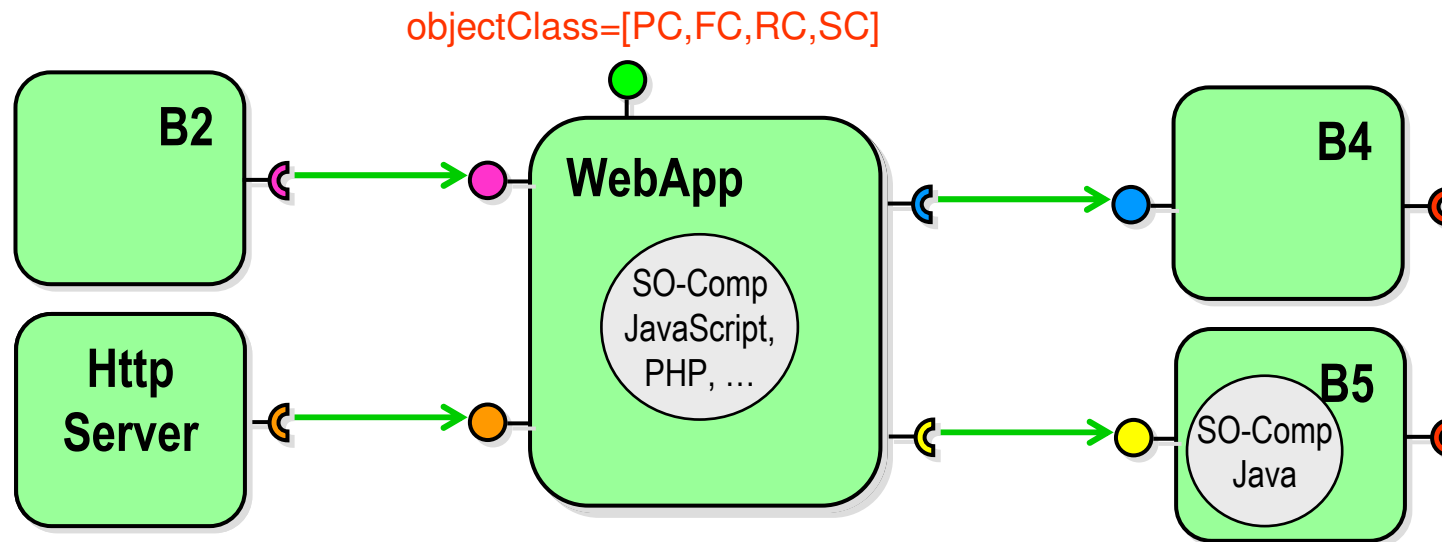 objectClass=[PC,FC,RC,SC]
B2
WebApp
SO-Comp
JavaScript,
PHP, …
B4
Http
Server
B5
SO-Comp
Java